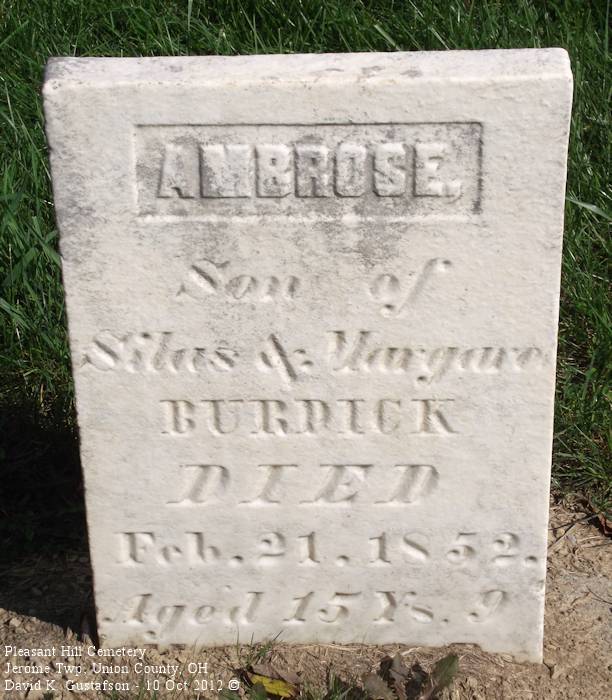 AMBROSE,
Son of
Silas & Margaret
BURDICK
DIED
Feb. 21. 1852.
Aged 15 Ys. 9
Pleasant Hill Cemetery
Jerome Twp, Union County, OH
David K. Gustafson - 10 Oct 2012 ©